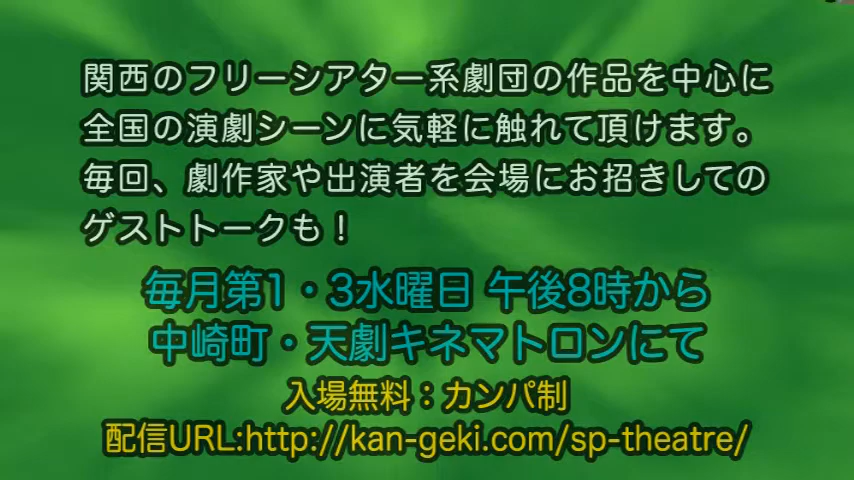 関西のフリーシアター系劇団の作品を中心に
全国の演劇シーンに気軽に触れて頂けます。
毎回、劇作家や出演者を会場にお招きしての
ゲストトークも！
毎月第1・3水曜日 午後8時から
中崎町・天劇キネマトロンにて
入場無料：カンパ制
配信URL:http://kan-geki.com/sp-theatre/